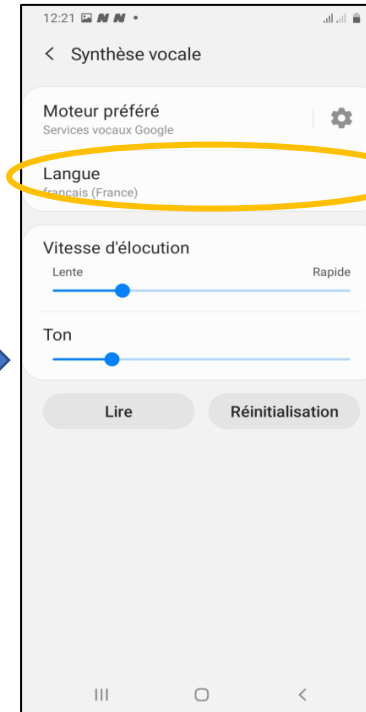 12:21 N N •
Synthèse vocale
Moteur préféré
Services vocaux Google
Langue
français (France)
Vitesse d'élocution
Lente Rapide
Ton
Lire Réinitialisation